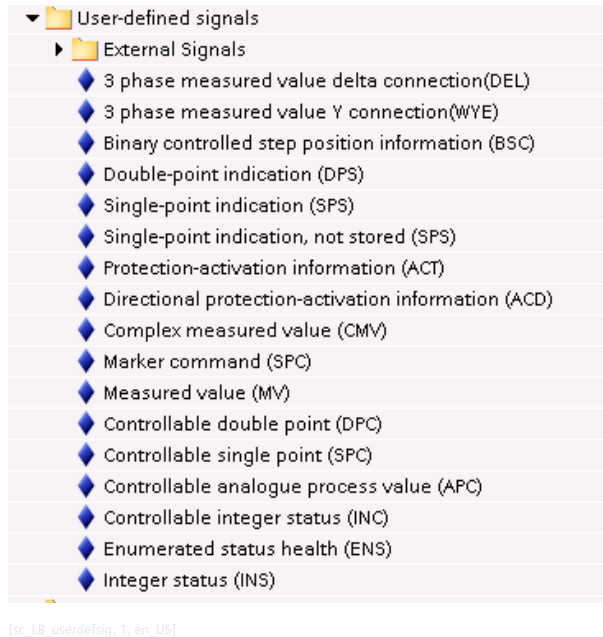 User-defined signals
External Signals
3 phase measured value delta connection(DEL)
3 phase measured value Y connection(WYE)
Binary controlled step position information (BSC)
Double-point indication (DPS)
Single-point indication (SPS)
Single-point indication, not stored (SPS)
Protection-activation information (ACT)
Directional protection-activation information (ACD)
Complex measured value (CMV)
Marker command (SPC)
Measured value (MV)
Controllable double point (DPC)
Controllable single point (SPC)
Controllable analogue process value (APC)
Controllable integer status (INC)
Enumerated status health (ENS)
Integer status (INS)
[sc_LB_userdefsig, 1, en_US]